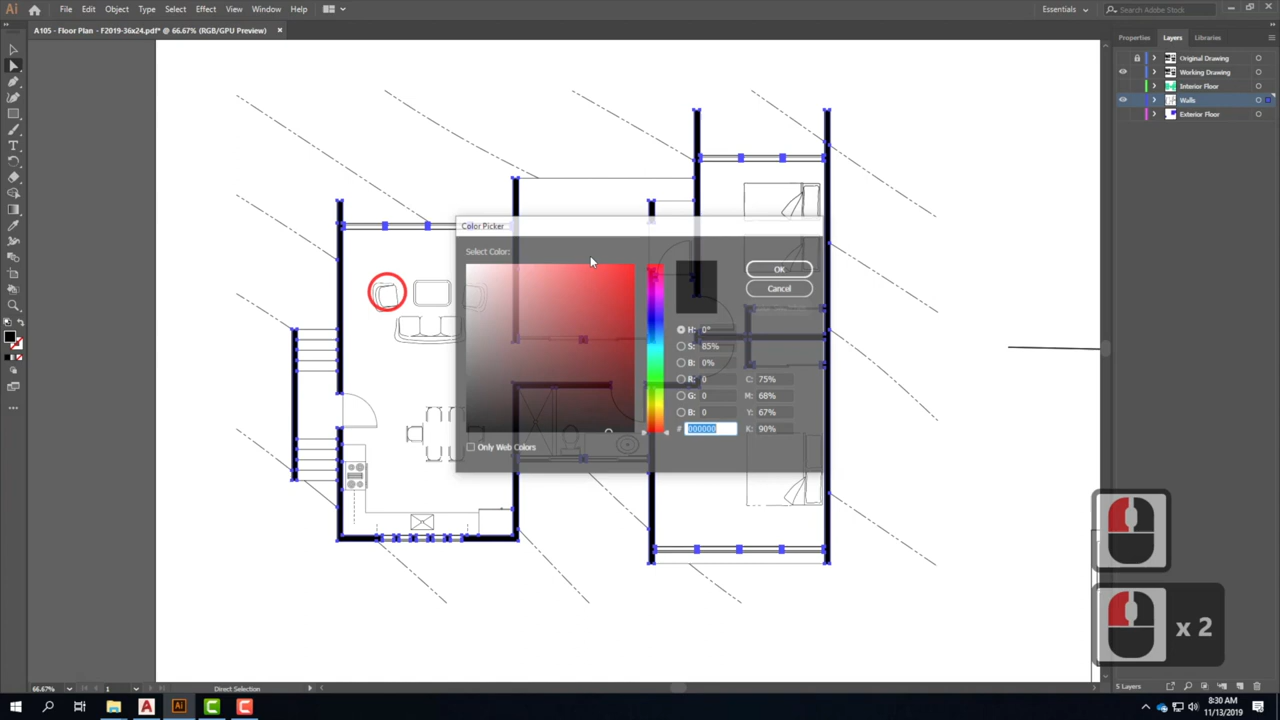 Ai File Edit Object Type Select Effect View Window Help
Essentials Search Adobe Stock
A105 - Floor Plan - F2019-36x24.pdf* @ 66.67% (RGB/GPU Preview) ×
Properties Layers Libraries
Original Drawing
Working Drawing
Interior Floor
Walls
Exterior Floor
Color Picker
Select Color:
OK
Cancel
H: 0°
S: 85%
B: 0%
R: 0 C: 75%
G: 0 M: 68%
B: 0 Y: 67%
# 000000 K: 90%
Only Web Colors
x 2
66.67% 1 Direct Selection
5 Layers
8:30 AM
11/13/2019